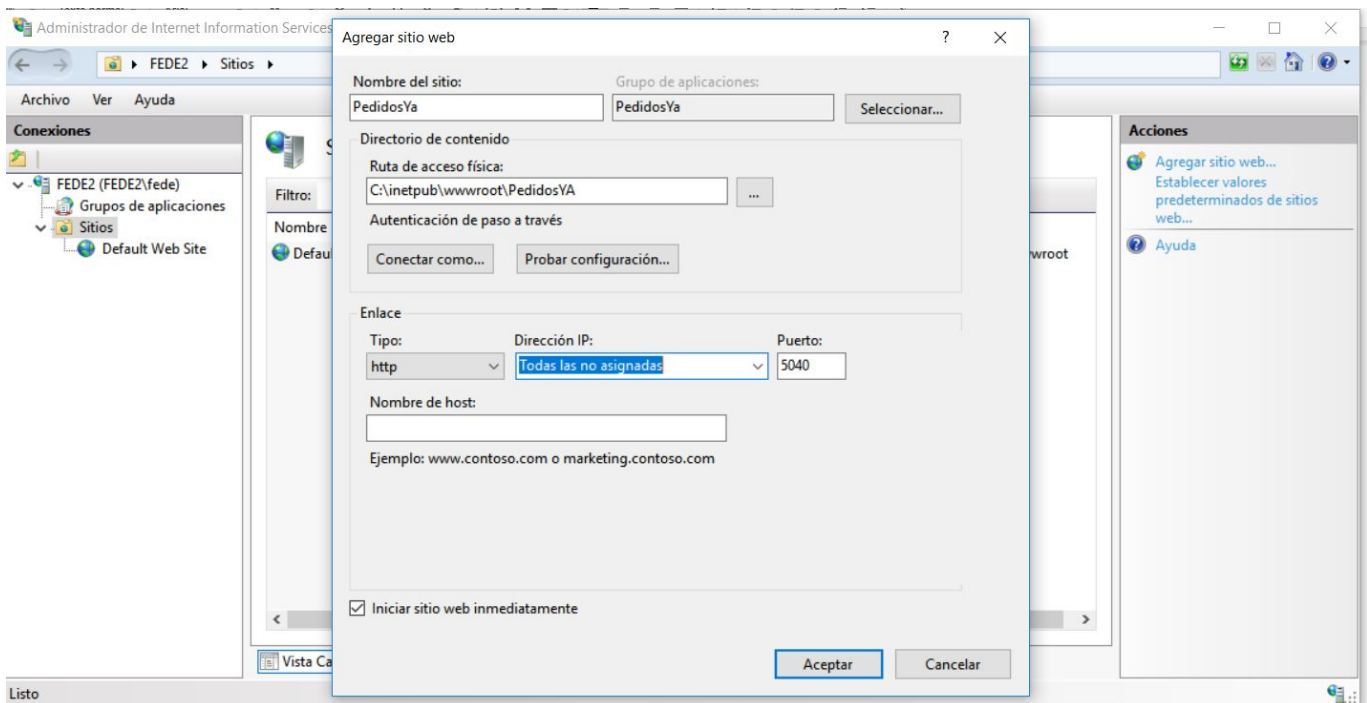 Administrador de Internet Information Services
Agregar sitio web
?
FEDE2
Sitios
Archivo Ver Ayuda
Conexiones
FEDE2 (FEDE2\fede)
Grupos de aplicaciones
Sitios
Default Web Site
S
Filtro:
Nombre
Defau
wroot
Nombre del sitio:
Grupo de aplicaciones:
PedidosYa
PedidosYa
Seleccionar...
Directorio de contenido
Ruta de acceso física:
C:\inetpub\wwwroot\PedidosYA
...
Autenticación de paso a través
Conectar como...
Probar configuración...
Enlace
Tipo:
Dirección IP:
Puerto:
http
Todas las no asignadas
5040
Nombre de host:
Ejemplo: www.contoso.com o marketing.contoso.com
Iniciar sitio web inmediatamente
Aceptar
Cancelar
Vista Ca
Acciones
Agregar sitio web...
Establecer valores
predeterminados de sitios
web...
Ayuda
Listo